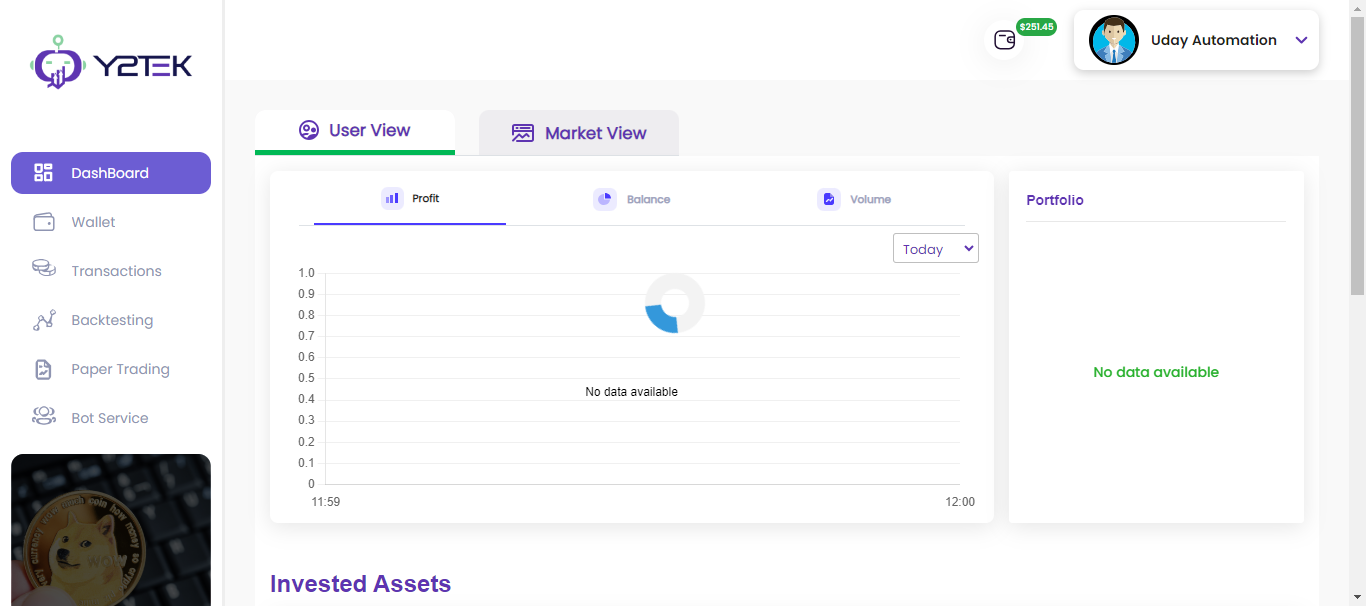 Y2TEK
$251.45
Uday Automation
DashBoard
Wallet
Transactions
Backtesting
Paper Trading
Bot Service
User View
Market View
Profit
Balance
Volume
Today
1.0
0.9
0.8
0.7
0.6
0.5
0.4
0.3
0.2
0.1
0
11:59
12:00
No data available
Portfolio
No data available
Invested Assets